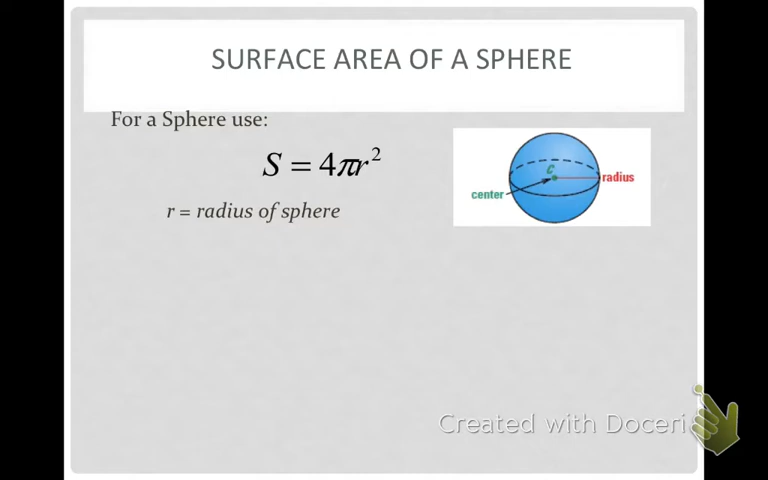 SURFACE AREA OF A SPHERE
For a Sphere use:
S = 4πr²
r = radius of sphere
C
radius
center
Created with Doceri